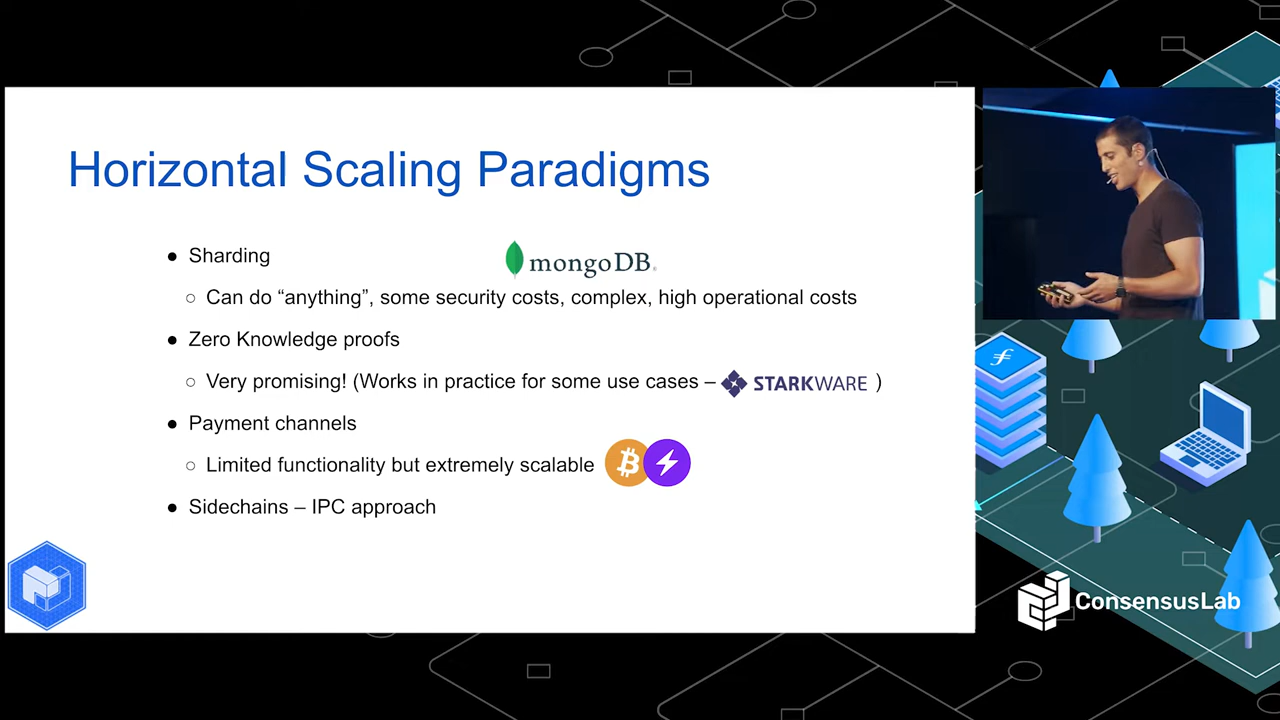 Horizontal Scaling Paradigms
● Sharding
mongoDB.
○ Can do “anything”, some security costs, complex, high operational costs
● Zero Knowledge proofs
○ Very promising! (Works in practice for some use cases – STARKWARE )
● Payment channels
○ Limited functionality but extremely scalable
● Sidechains – IPC approach
ConsensusLab